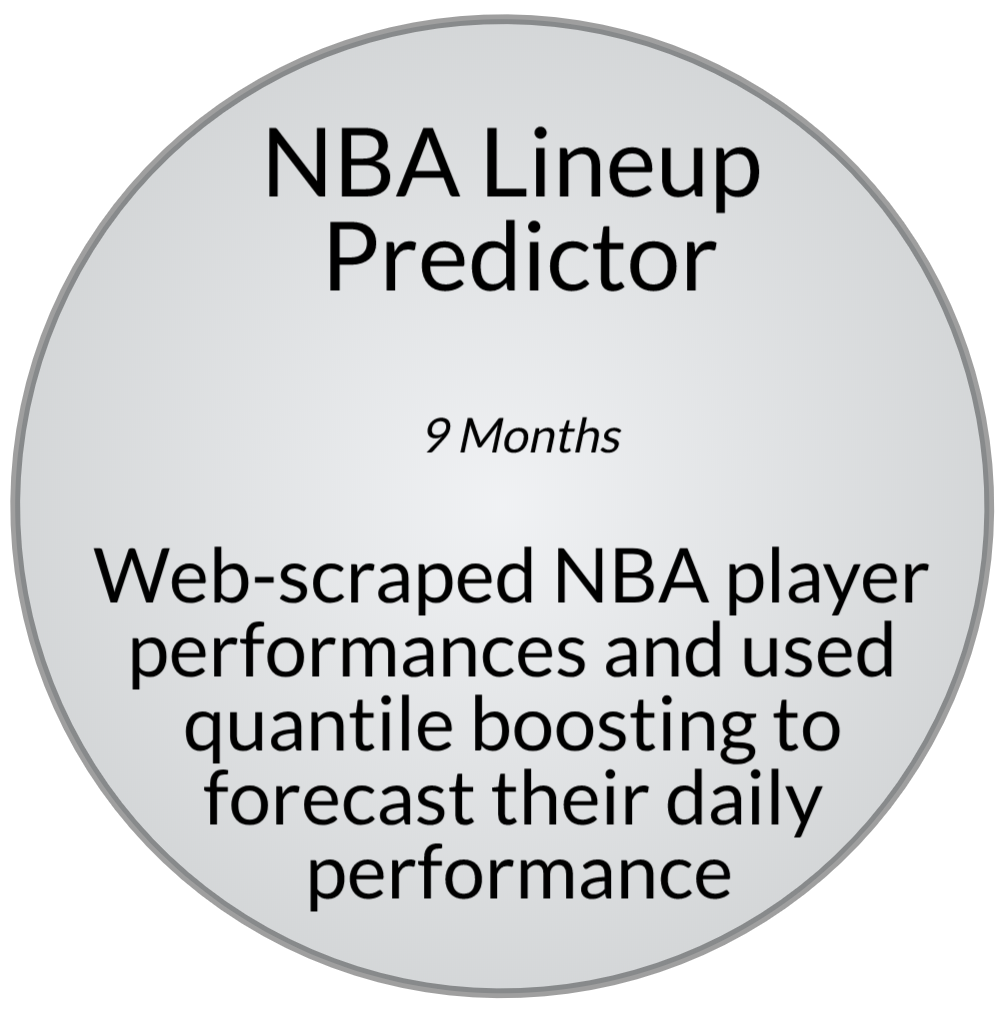 NBA Lineup
Predictor
9 Months
Web-scraped NBA player
performances and used
quantile boosting to
forecast their daily
performance